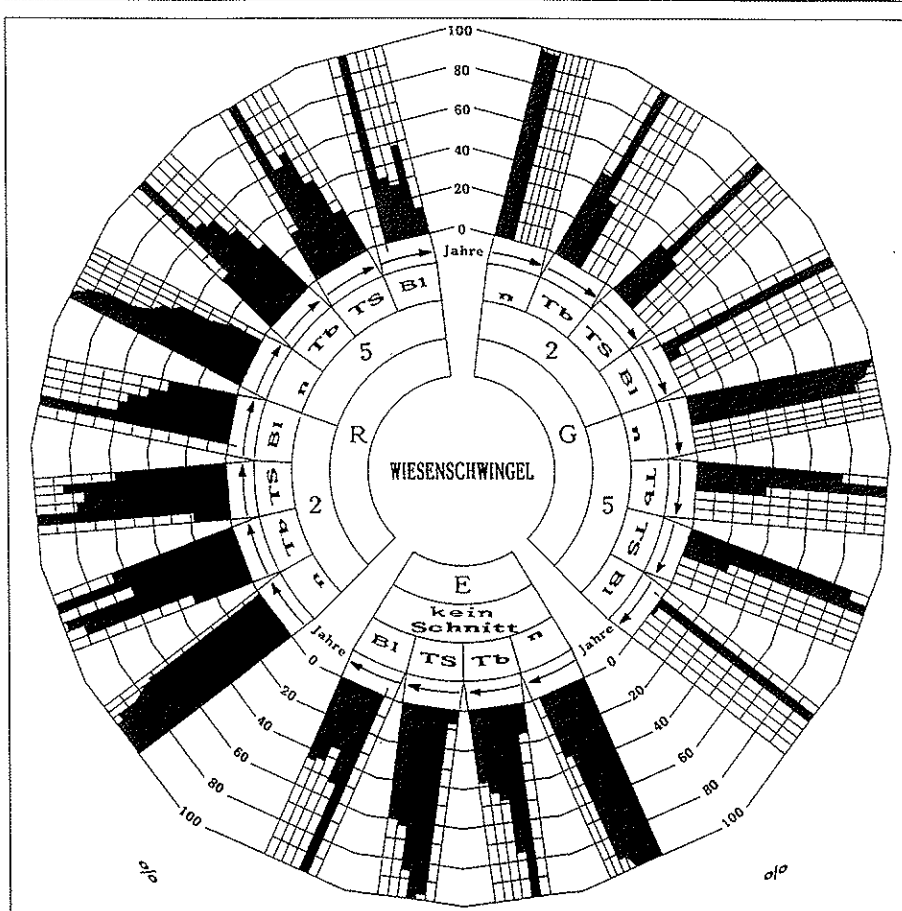 100
80
60
40
20
0
Jahre
n Tb TS Bl
2
n Tb TS Bl
5
G
Jahre
0
20
40
60
80
100
%
WIESENSCHWINGEL
E
kein
Schnitt
Bl TS Tb n
Jahre
0
20
40
60
80
100
%
R
2
n Tb TS Bl
5
n Tb TS Bl